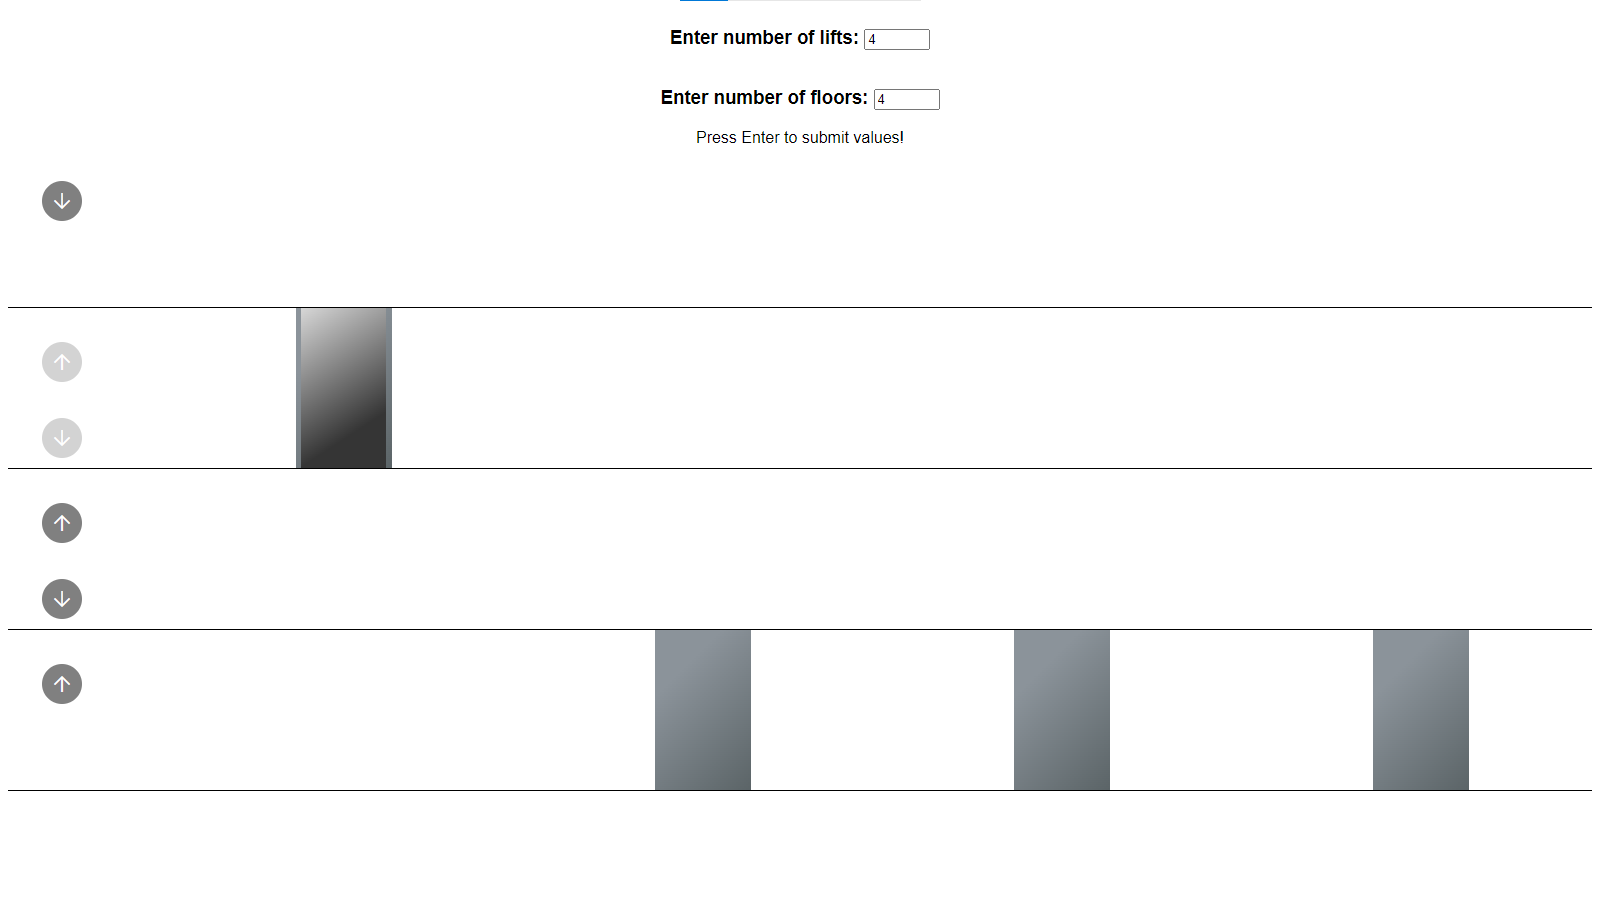 Enter number of lifts: 4
Enter number of floors: 4
Press Enter to submit values!